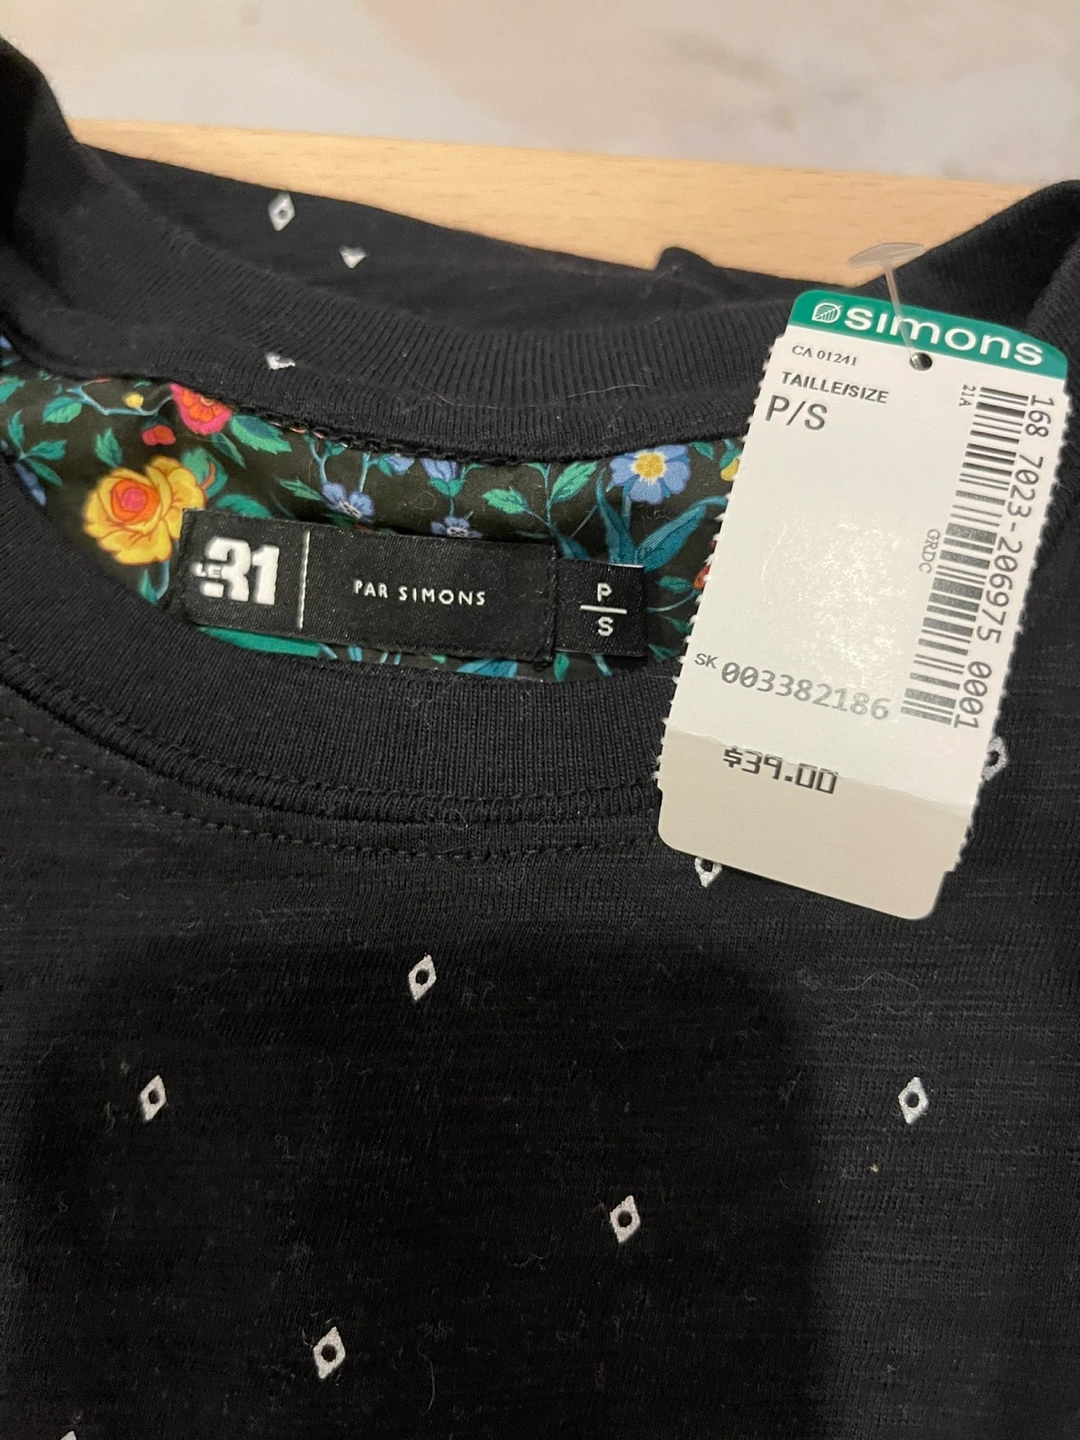 simons
CA 01241
TAILLE/SIZE
P/S
21A
168 7023-206975 0001
GRDC
SK 003382186
$39.00
LE 31
PAR SIMONS
P
S